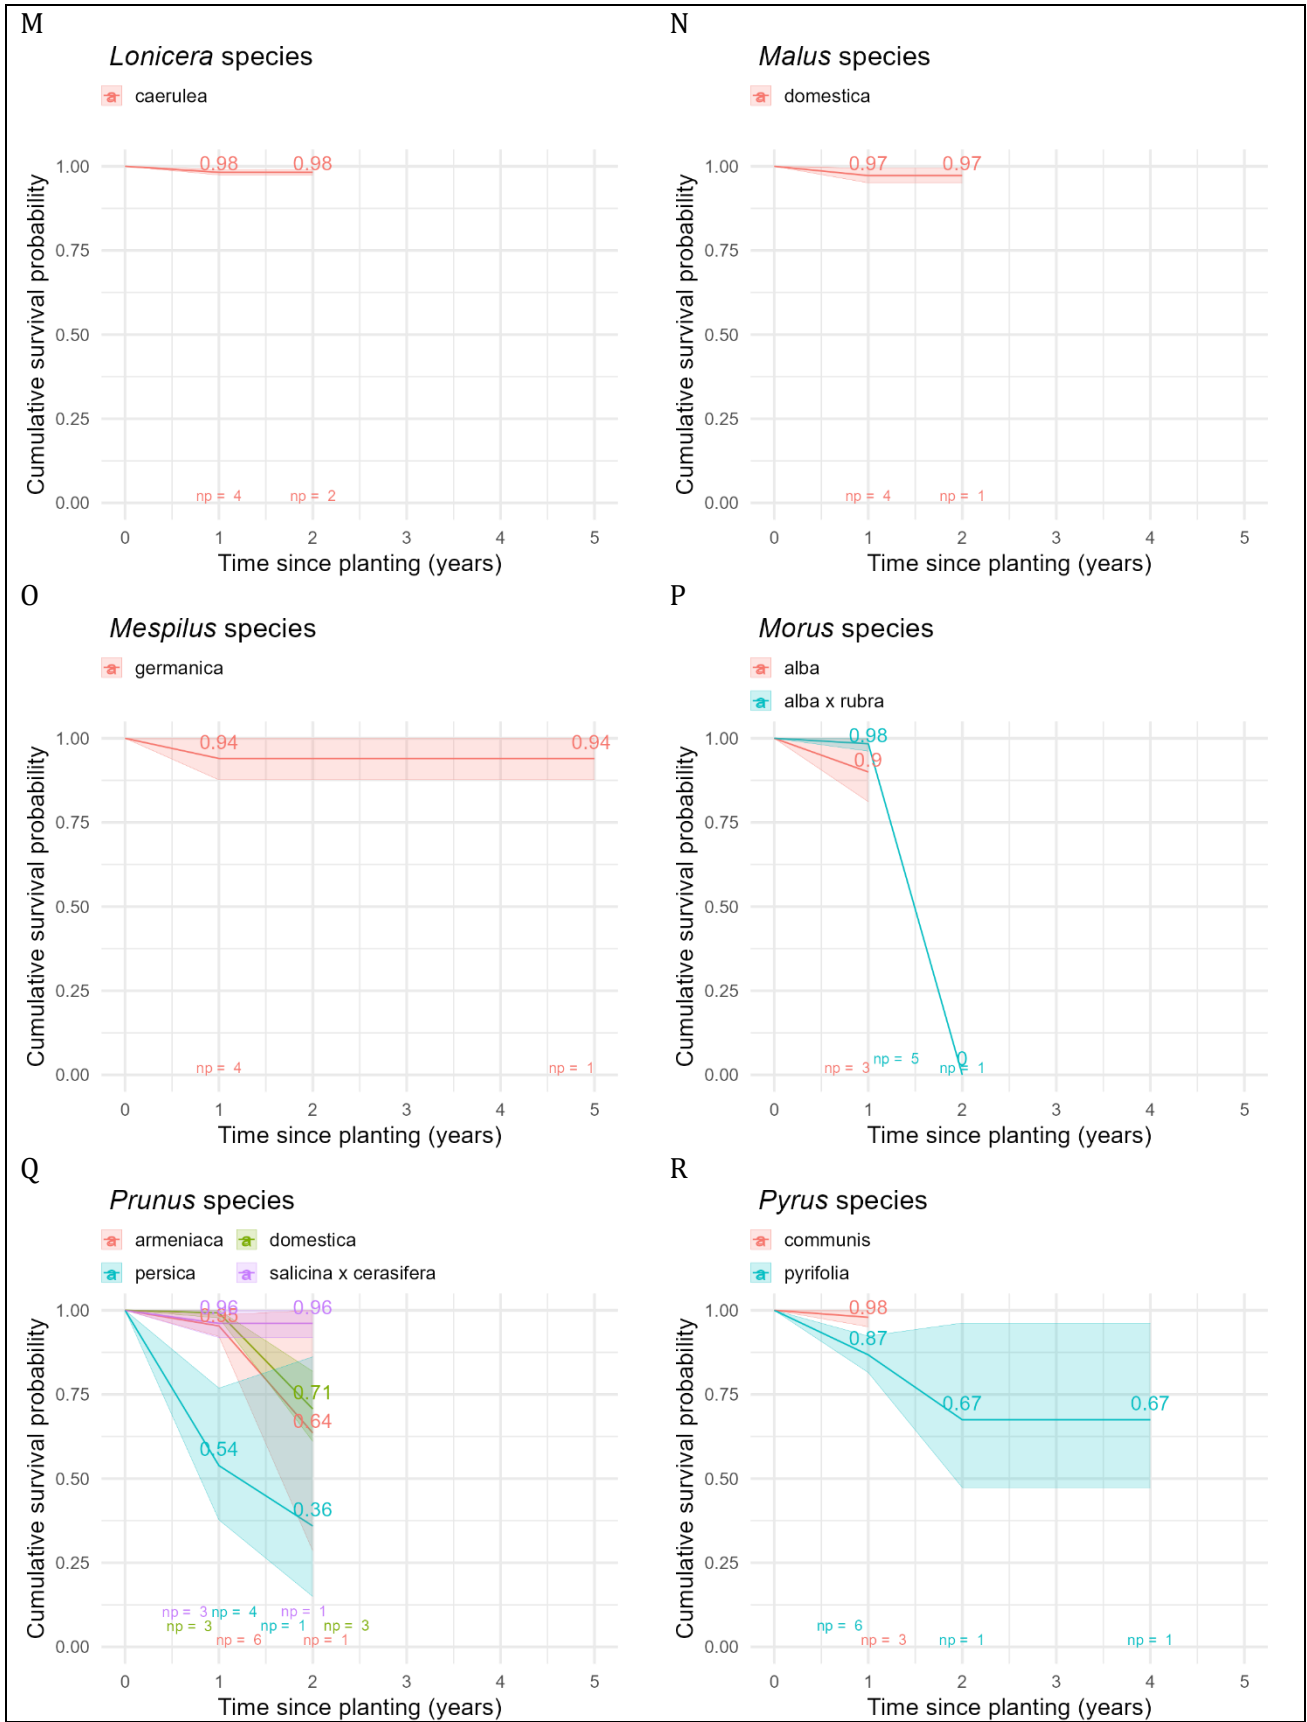 M
Lonicera species
a caerulea
0.98 0.98
1.00
0.75
0.50
0.25
0.00
Cumulative survival probability
np = 4 np = 2
0 1 2 3 4 5
Time since planting (years)
N
Malus species
a domestica
0.97 0.97
1.00
0.75
0.50
0.25
0.00
Cumulative survival probability
np = 4 np = 1
0 1 2 3 4 5
Time since planting (years)
O
Mespilus species
a germanica
0.94 0.94
1.00
0.75
0.50
0.25
0.00
Cumulative survival probability
np = 4 np = 1
0 1 2 3 4 5
Time since planting (years)
P
Morus species
a alba
a alba x rubra
0.98
0.9
0
1.00
0.75
0.50
0.25
0.00
Cumulative survival probability
np = 5
np = 3 np = 1
0 1 2 3 4 5
Time since planting (years)
Q
Prunus species
a armeniaca a domestica
a persica a salicina x cerasifera
0.96 0.96
0.95
0.71
0.64
0.54
0.36
1.00
0.75
0.50
0.25
0.00
Cumulative survival probability
np = 3 np = 4 np = 1
np = 3 np = 1 np = 3
np = 6 np = 1
0 1 2 3 4 5
Time since planting (years)
R
Pyrus species
a communis
a pyrifolia
0.98
0.87
0.67 0.67
1.00
0.75
0.50
0.25
0.00
Cumulative survival probability
np = 6
np = 3 np = 1 np = 1
0 1 2 3 4 5
Time since planting (years)